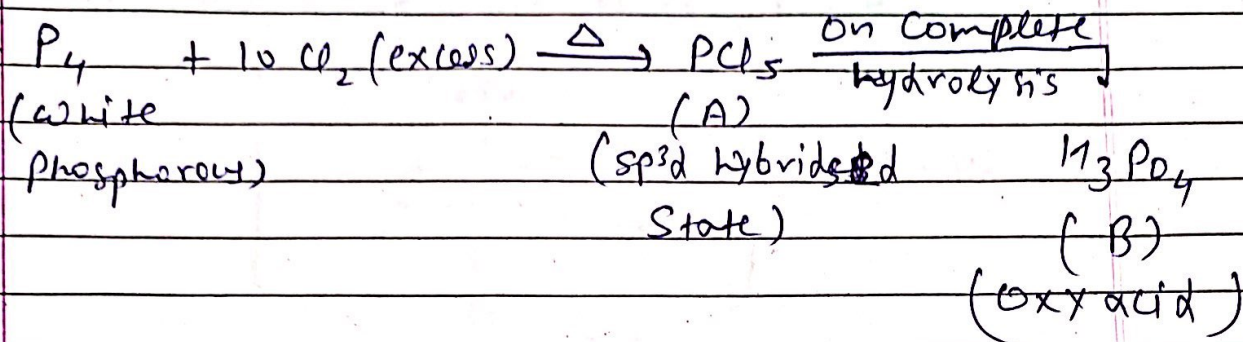 P₄ + 10 Cl₂ (excess) —Δ→ PCl₅ on Complete
(White (A) hydrolysis
Phosphorous) (sp³d hybridised H₃PO₄
State) (B)
(Oxy acid)